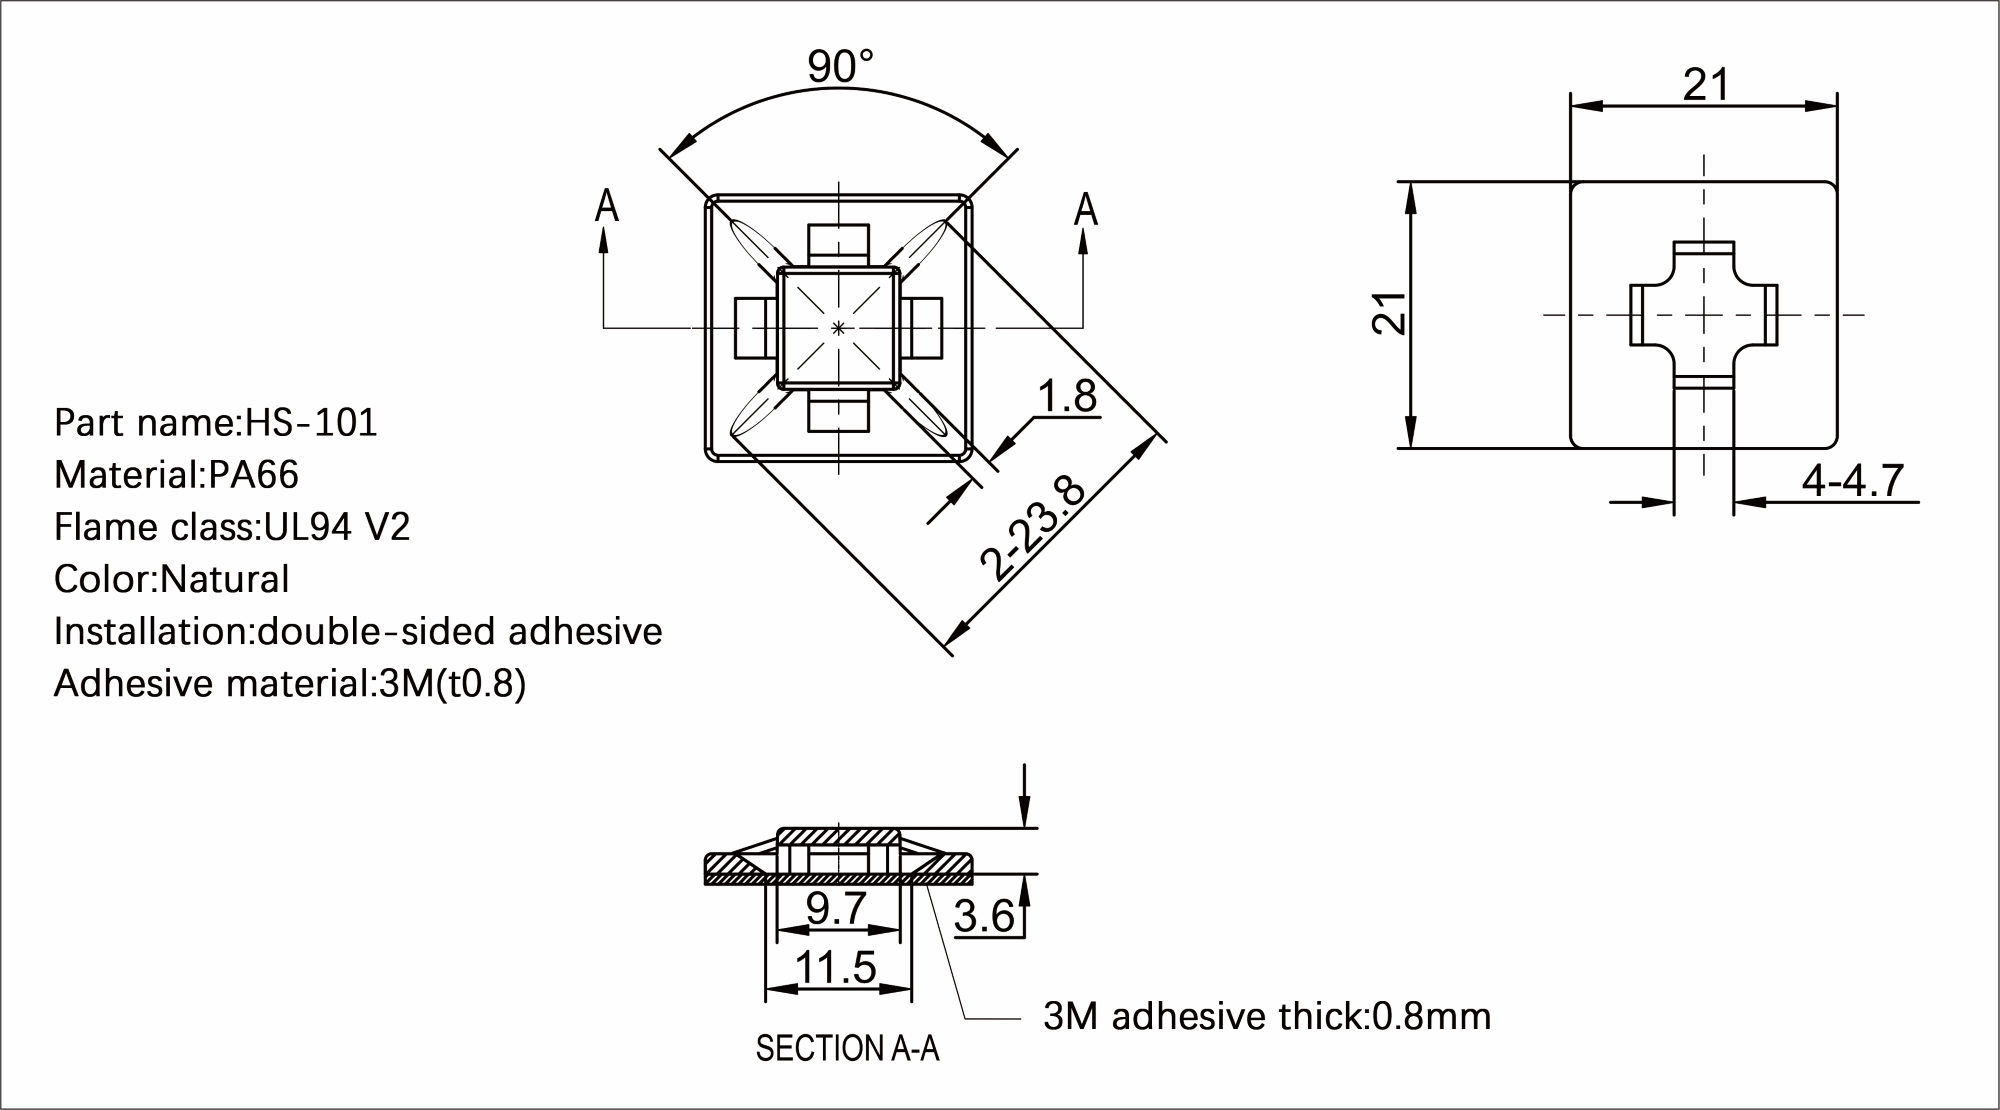 90°
A
A
21
21
1.8
2-23.8
4-4.7
Part name:HS-101
Material:PA66
Flame class:UL94 V2
Color:Natural
Installation:double-sided adhesive
Adhesive material:3M(t0.8)
9.7
3.6
11.5
3M adhesive thick:0.8mm
SECTION A-A